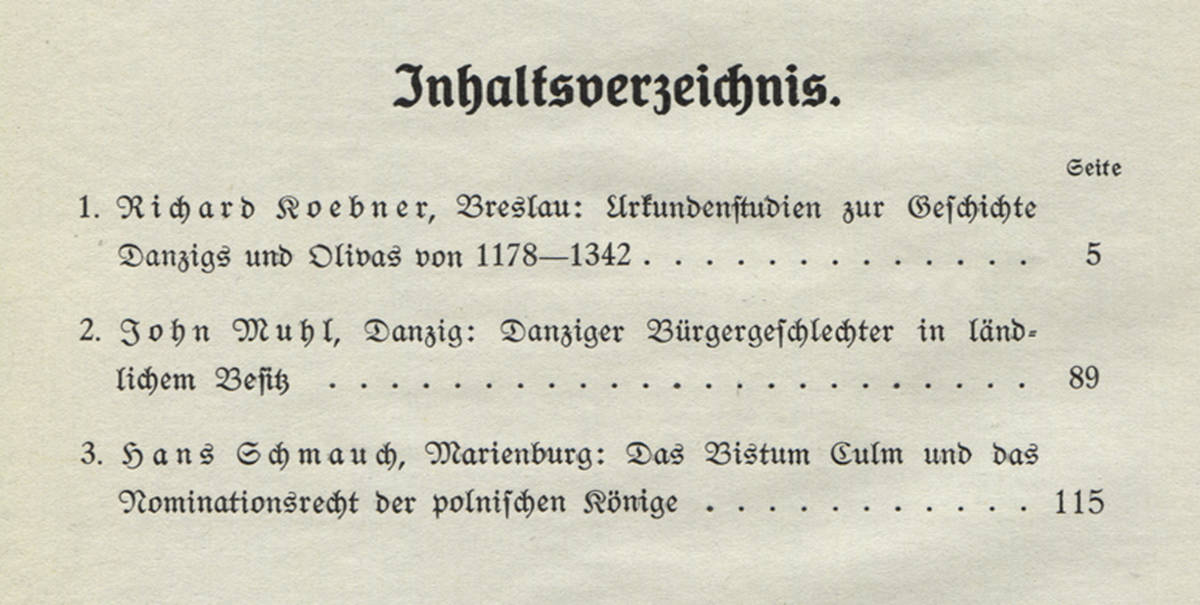 Inhaltsverzeichnis.
Seite
1. Richard Koebner, Breslau: Urkundenstudien zur Geschichte
Danzigs und Olivas von 1178—1342 . . . . . . . . . . . . . 5
2. John Muhl, Danzig: Danziger Bürgergeschlechter in länd-
lichem Besitz . . . . . . . . . . . . . . . . . . . . . . . 89
3. Hans Schmauch, Marienburg: Das Bistum Culm und das
Nominationsrecht der polnischen Könige . . . . . . . . . . . 115